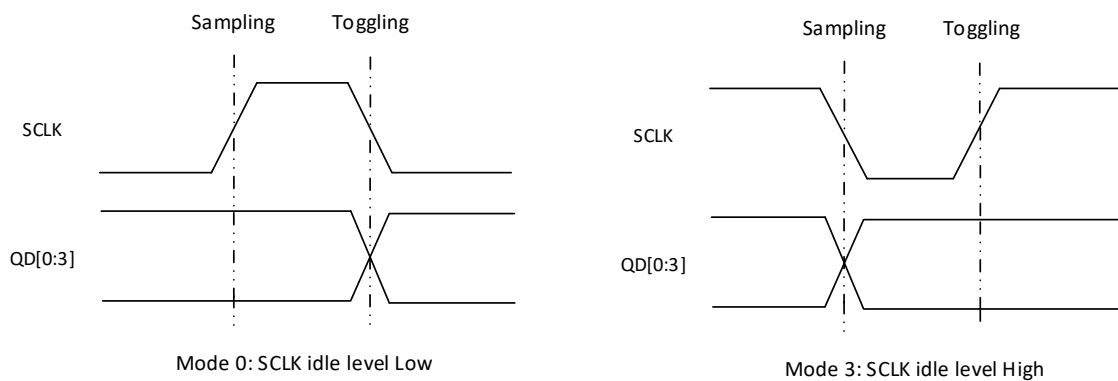 Sampling
Toggling
SCLK
QD[0:3]
Mode 0: SCLK idle level Low
Sampling
Toggling
SCLK
QD[0:3]
Mode 3: SCLK idle level High